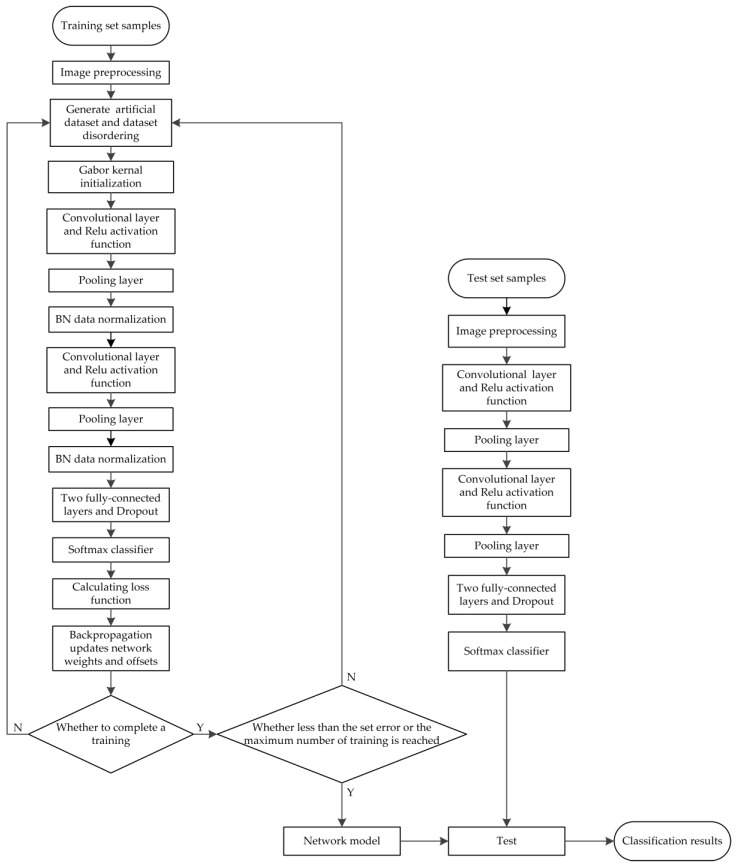 Training set samples
Image preprocessing
Generate artificial
dataset and dataset
disordering
Gabor kernal
initialization
Convolutional layer
and Relu activation
function
Pooling layer
BN data normalization
Convolutional layer
and Relu activation
function
Pooling layer
BN data normalization
Two fully-connected
layers and Dropout
Softmax classifier
Calculating loss
function
Backpropagation
updates network
weights and offsets
N
Whether to complete a
training
Y
N
Whether less than the set error or the
maximum number of training is reached
Y
Network model
Test set samples
Image preprocessing
Convolutional layer
and Relu activation
function
Pooling layer
Convolutional layer
and Relu activation
function
Pooling layer
Two fully-connected
layers and Dropout
Softmax classifier
Test
Classification results